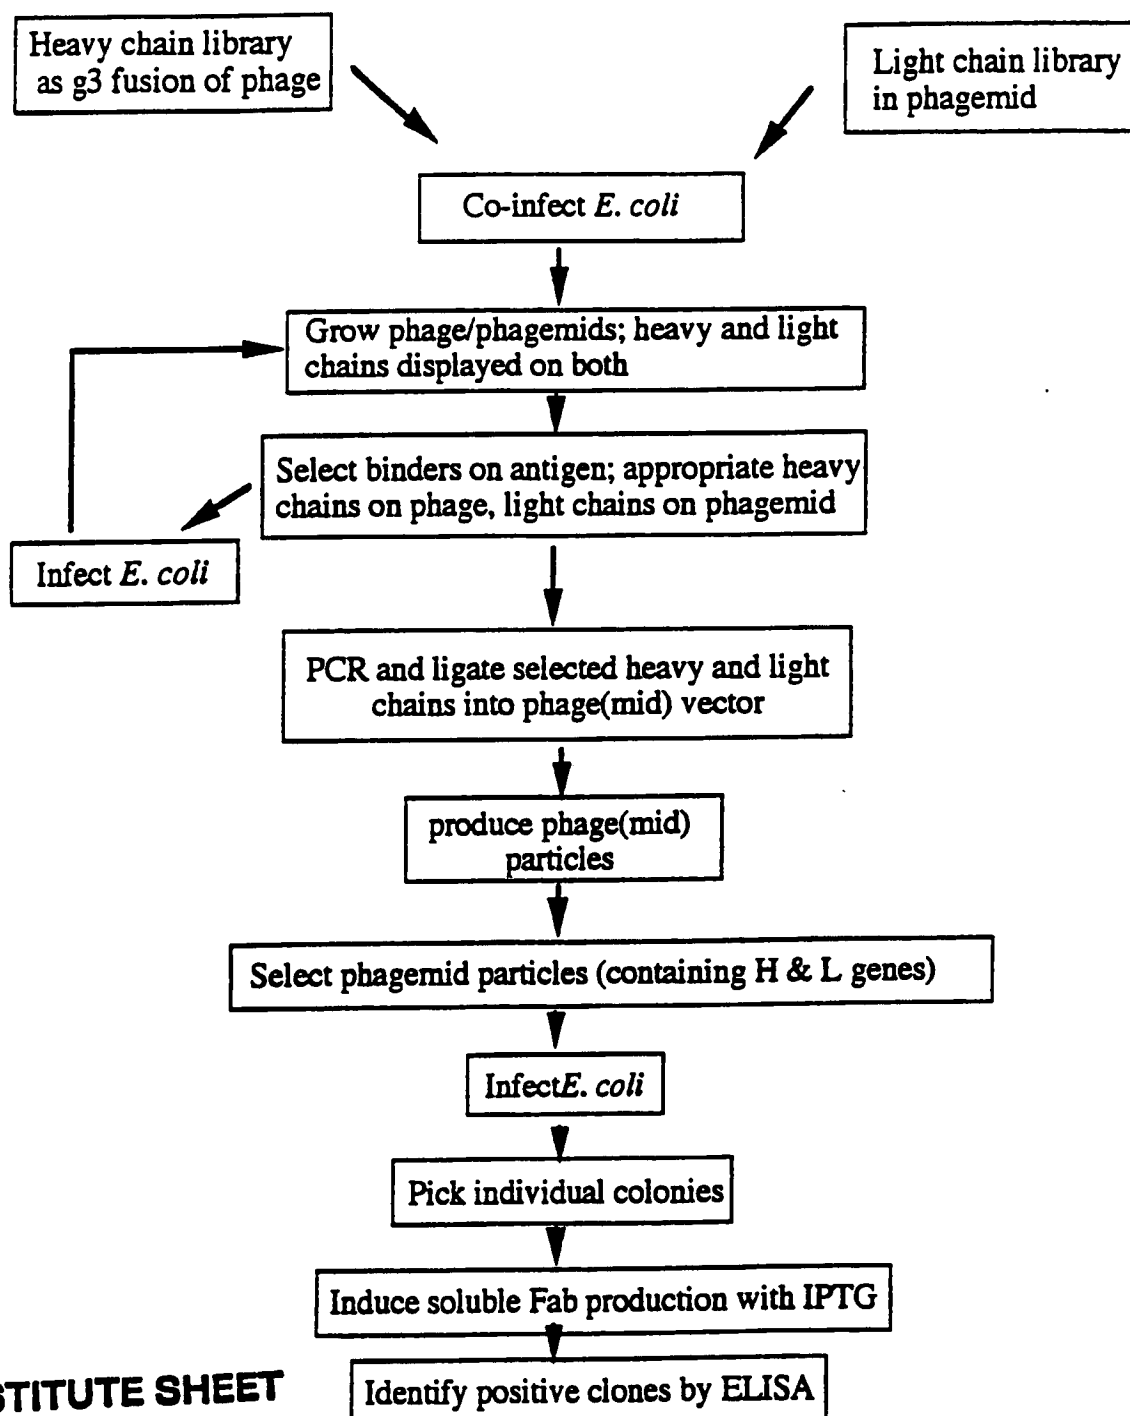 Heavy chain library
as g3 fusion of phage
Light chain library
in phagemid
Co-infect E. coli
Grow phage/phagemids; heavy and light
chains displayed on both
Select binders on antigen; appropriate heavy
chains on phage, light chains on phagemid
Infect E. coli
PCR and ligate selected heavy and light
chains into phage(mid) vector
produce phage(mid)
particles
Select phagemid particles (containing H & L genes)
InfectE. coli
Pick individual colonies
Induce soluble Fab production with IPTG
Identify positive clones by ELISA
STITUTE SHEET